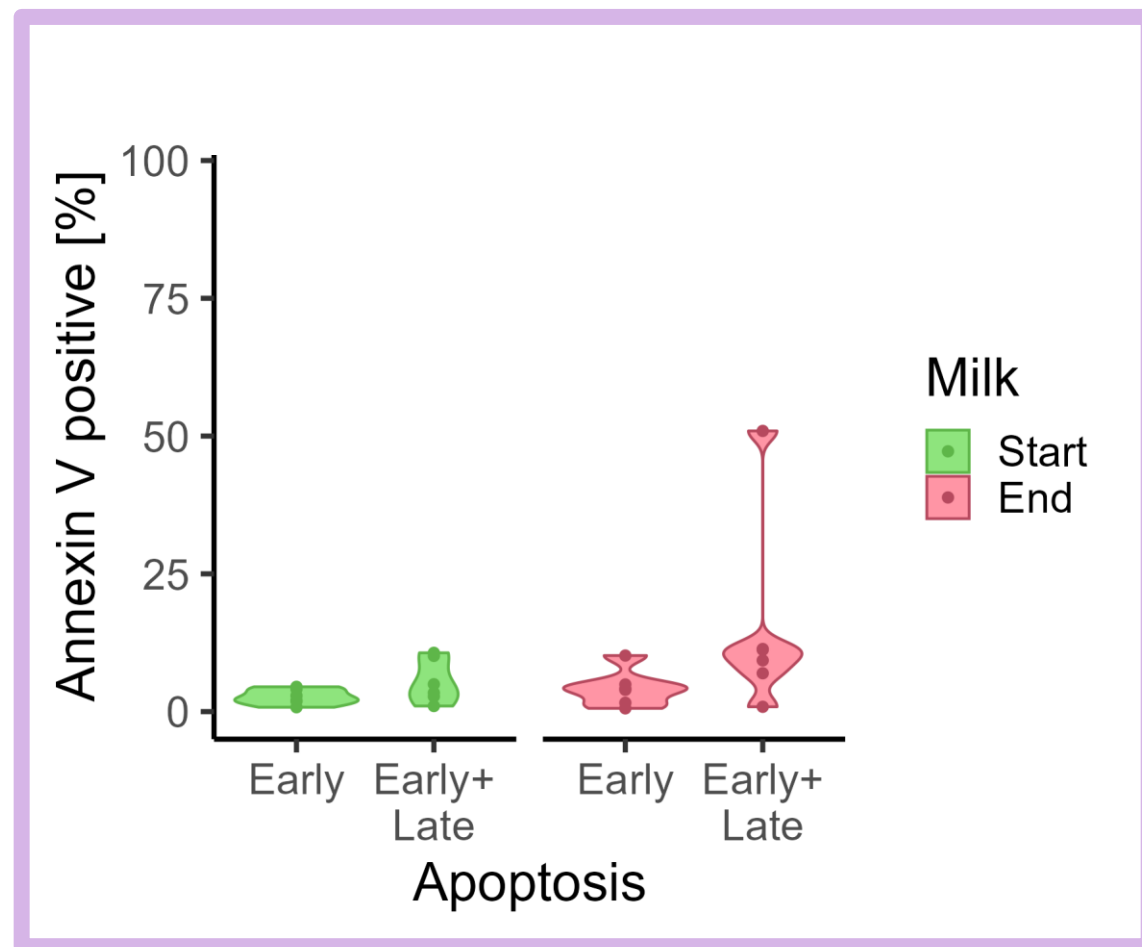 Annexin V positive [%]
100
75
50
25
0
Early
Early+
Late
Early
Early+
Late
Apoptosis
Milk
Start
End